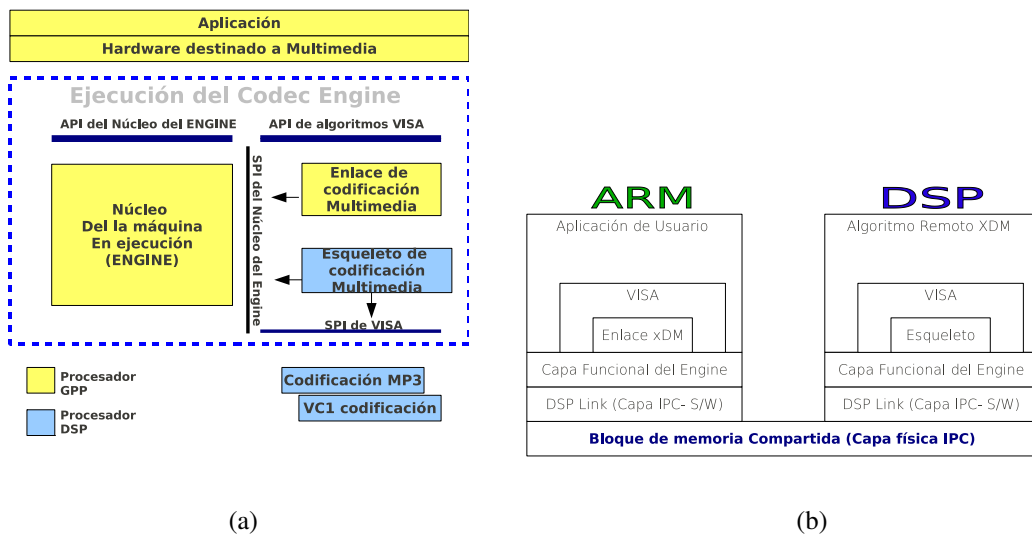 Aplicación
Hardware destinado a Multimedia
Ejecución del Codec Engine
API del Núcleo del ENGINE
API de algoritmos VISA
Núcleo
Del la máquina
En ejecución
(ENGINE)
SPI del Núcleo del Engine
Enlace de
codificación
Multimedia
Esqueleto de
codificación
Multimedia
SPI de VISA
Procesador
GPP
Procesador
DSP
Codificación MP3
VC1 codificación
(a)
ARM
Aplicación de Usuario
VISA
Enlace xDM
Capa Funcional del Engine
DSP Link (Capa IPC- S/W)
DSP
Algoritmo Remoto XDM
VISA
Esqueleto
Capa Funcional del Engine
DSP Link (Capa IPC- S/W)
Bloque de memoria Compartida (Capa física IPC)
(b)